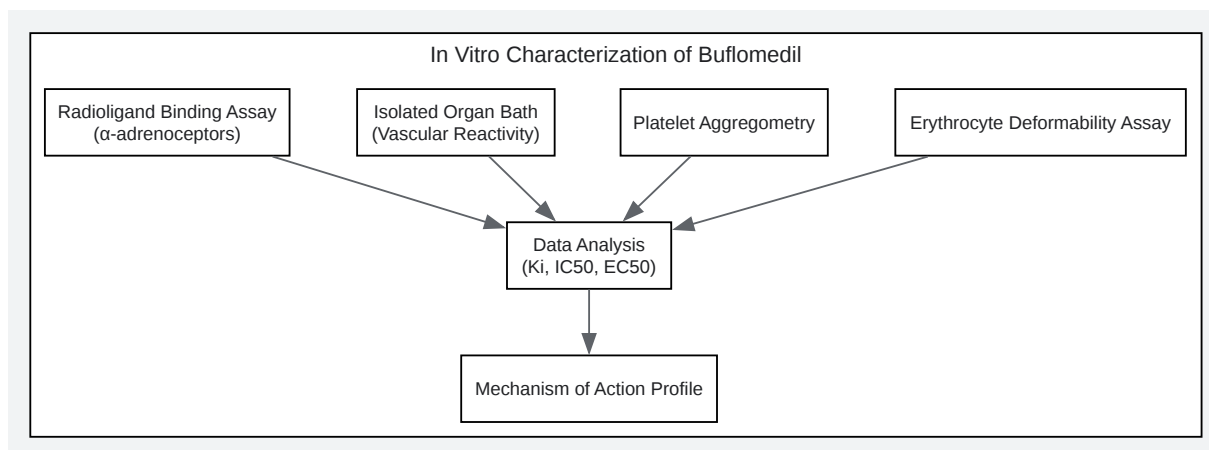 In Vitro Characterization of Buflomedil
Radioligand Binding Assay
(α-adrenoceptors)
Isolated Organ Bath
(Vascular Reactivity)
Platelet Aggregometry
Erythrocyte Deformability Assay
Data Analysis
(Ki, IC50, EC50)
Mechanism of Action Profile